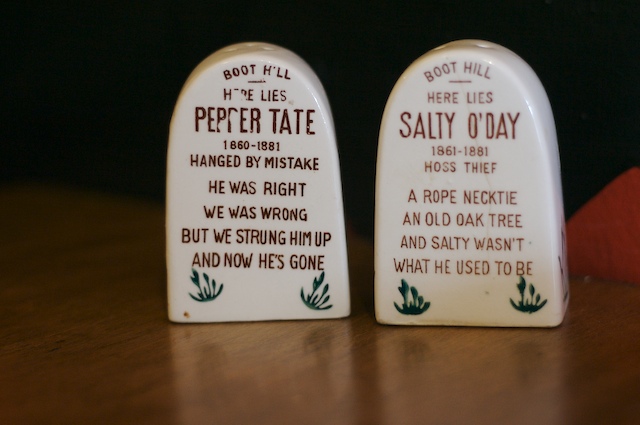 BOOT HILL
HERE LIES
PEPPER TATE
1860-1881
HANGED BY MISTAKE
HE WAS RIGHT
WE WAS WRONG
BUT WE STRUNG HIM UP
AND NOW HE'S GONE
BOOT HILL
HERE LIES
SALTY O'DAY
1861-1881
HOSS THIEF
A ROPE NECKTIE
AN OLD OAK TREE
AND SALTY WASN'T
WHAT HE USED TO BE